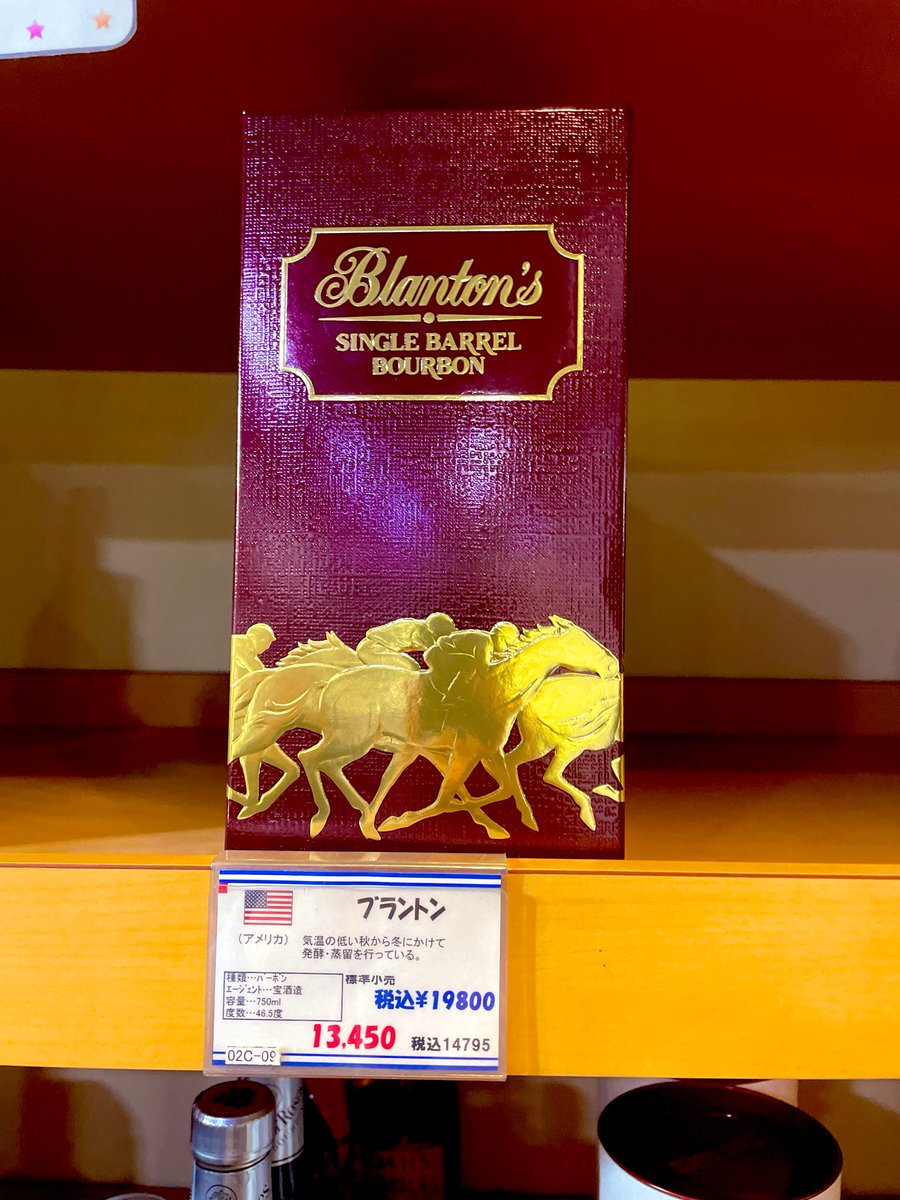 Blanton's
SINGLE BARREL
BOURBON
ブラントン
(アメリカ)
気温の低い秋から冬にかけて
発酵・蒸留を行っている。
種類…バーボン
エージェント…宝酒造
容量…750ml
度数…46.5度
標準小売
税込¥19800
13,450 税込14795
02C-09